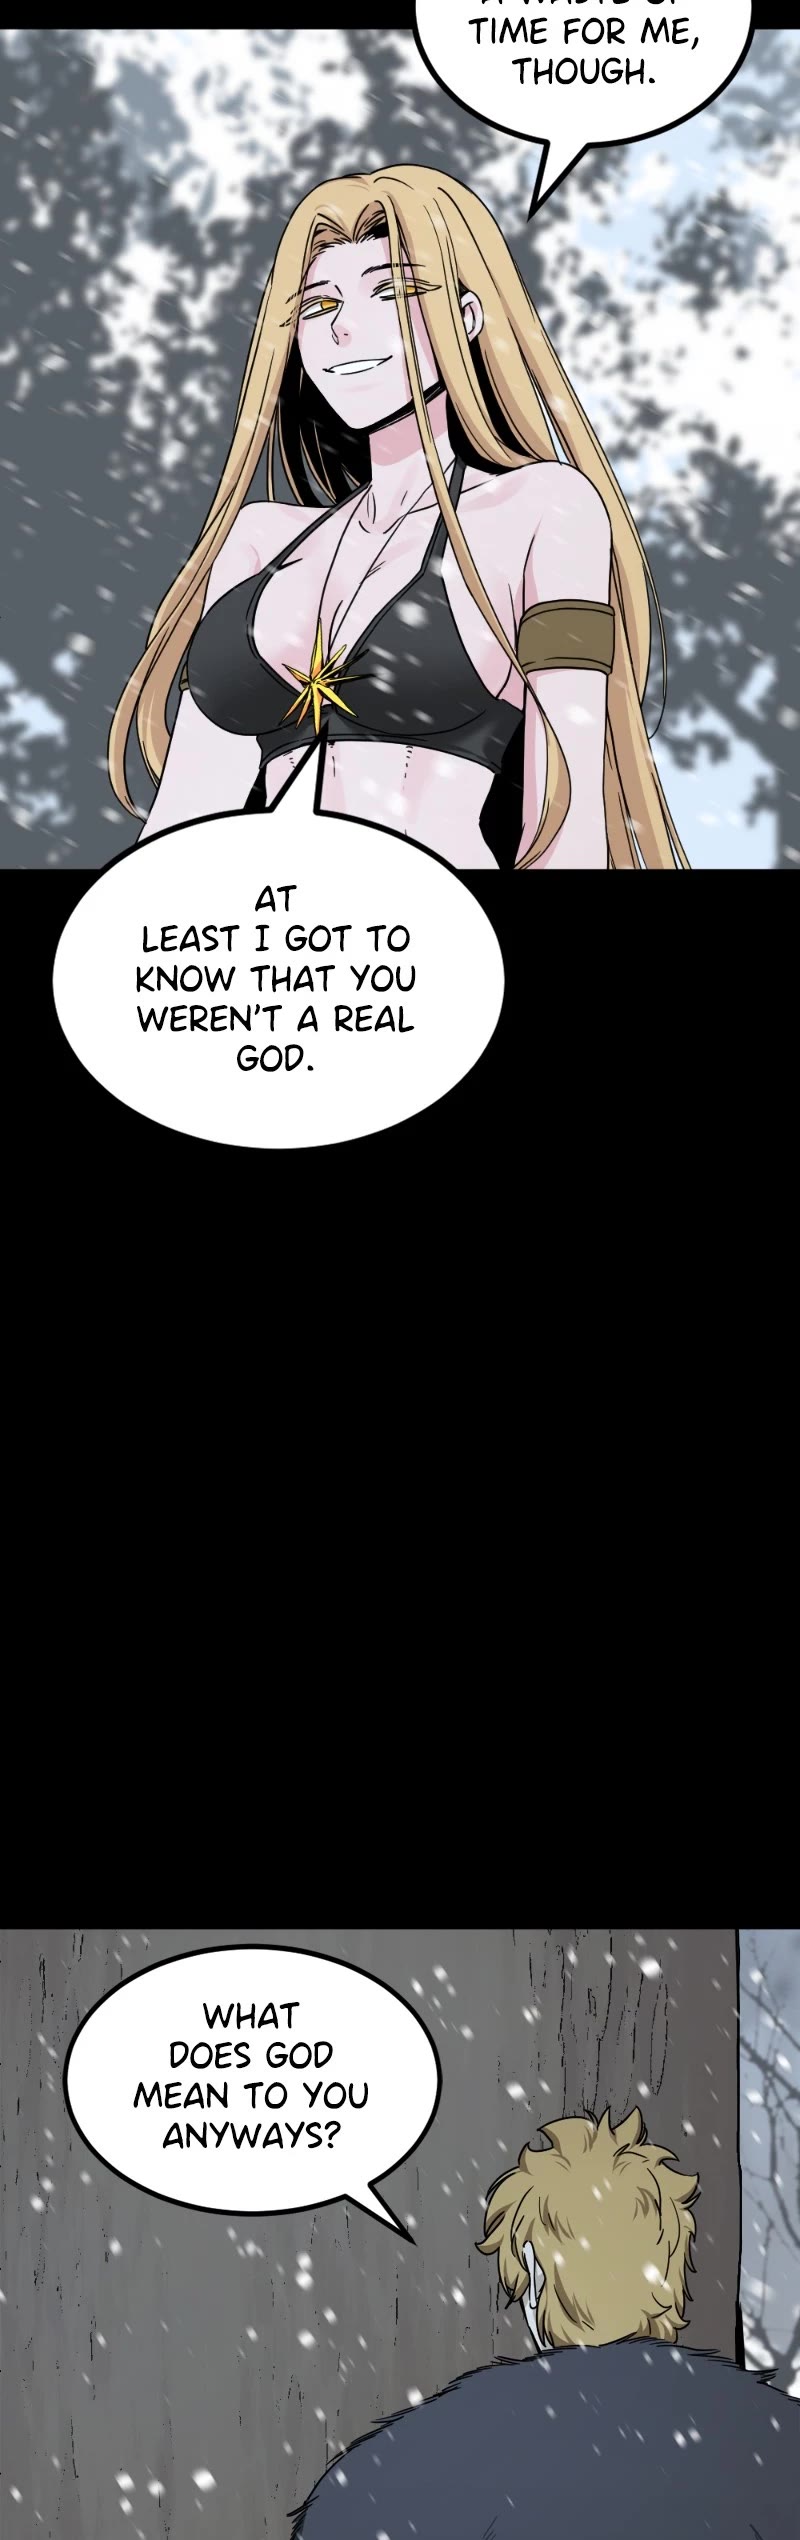 TIME FOR ME,
THOUGH.
AT
LEAST I GOT TO
KNOW THAT YOU
WEREN'T A REAL
GOD.
WHAT
DOES GOD
MEAN TO YOU
ANYWAYS?